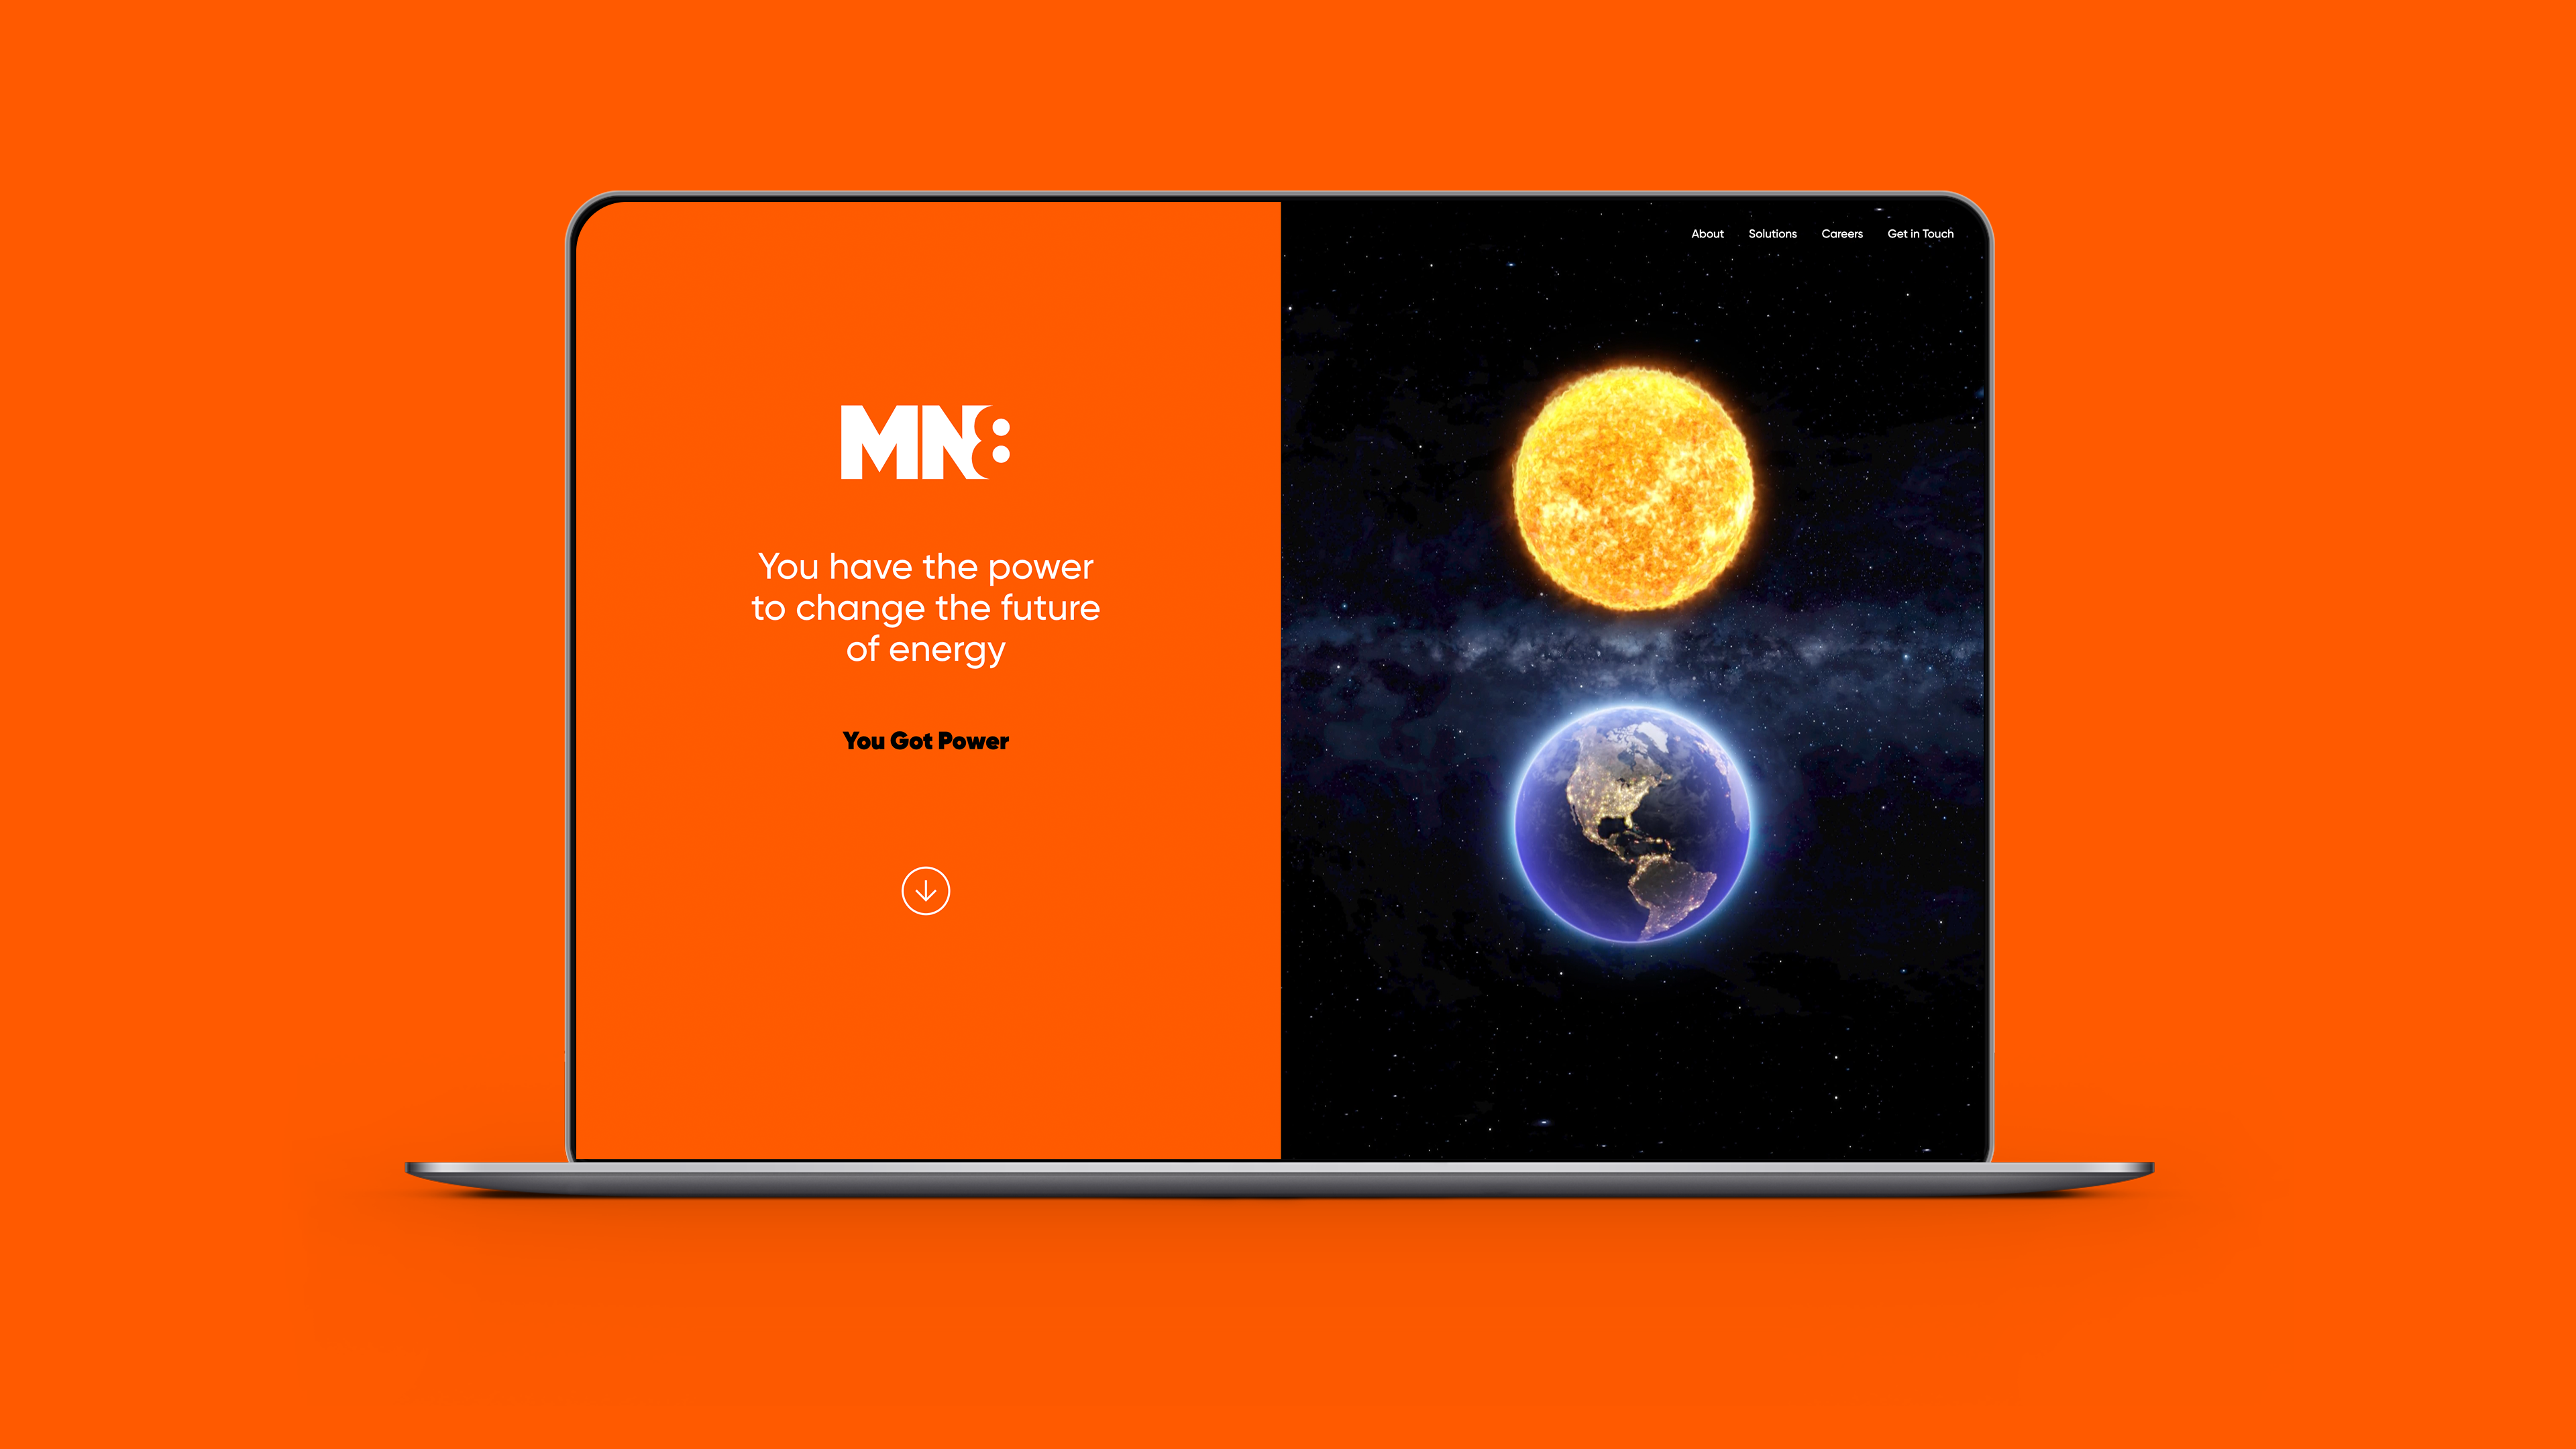 About Solutions Careers Get in Touch
MN8
You have the power
to change the future
of energy
You Got Power